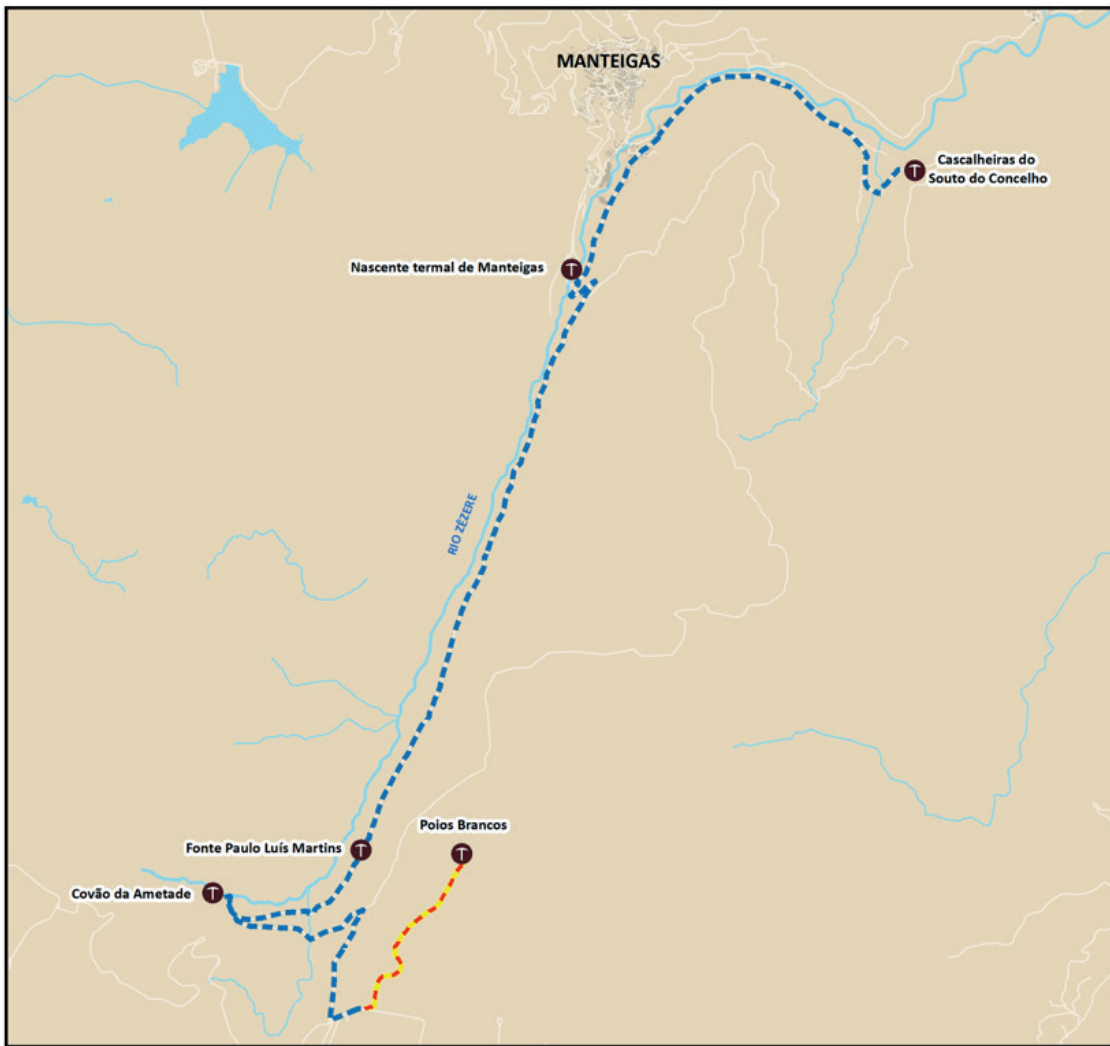 MANTEIGAS
Cascalheiras do
Souto do Concelho
Nascente termal de Manteigas
RIO ZÊZERE
Poios Brancos
Fonte Paulo Luís Martins
Covão da Ametade